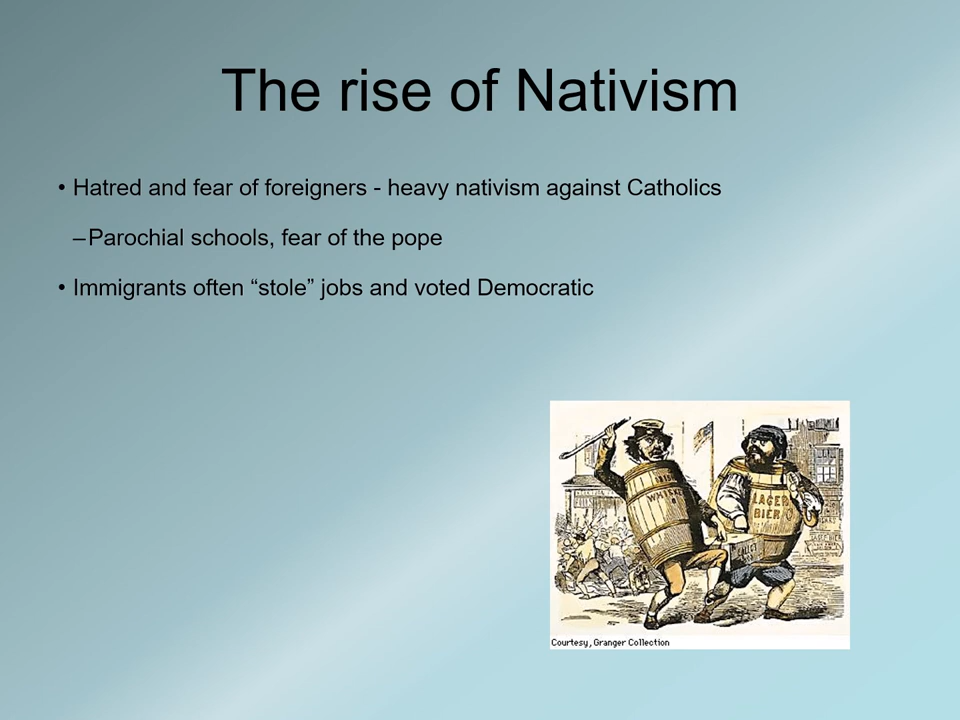 The rise of Nativism
• Hatred and fear of foreigners - heavy nativism against Catholics
–Parochial schools, fear of the pope
• Immigrants often “stole” jobs and voted Democratic
LAGER
BIER
Courtesy, Granger Collection